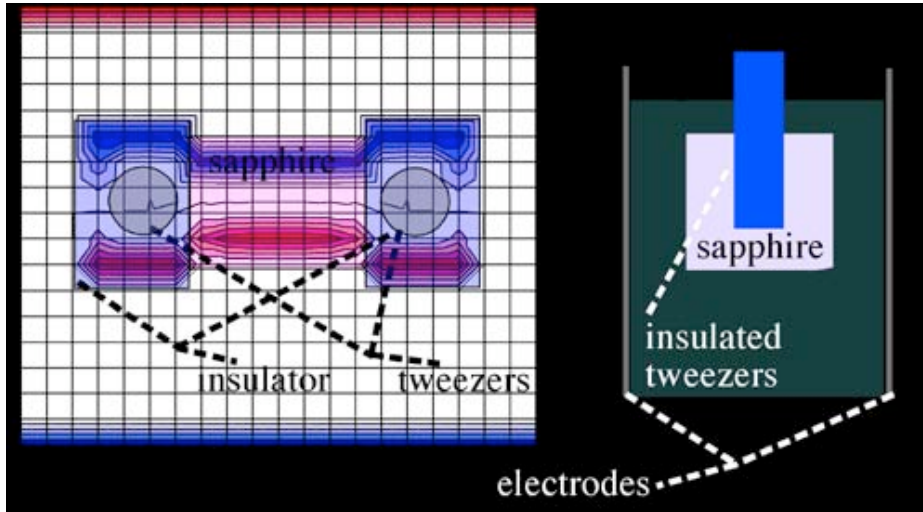 sapphire
insulator
tweezers
sapphire
insulated
tweezers
electrodes